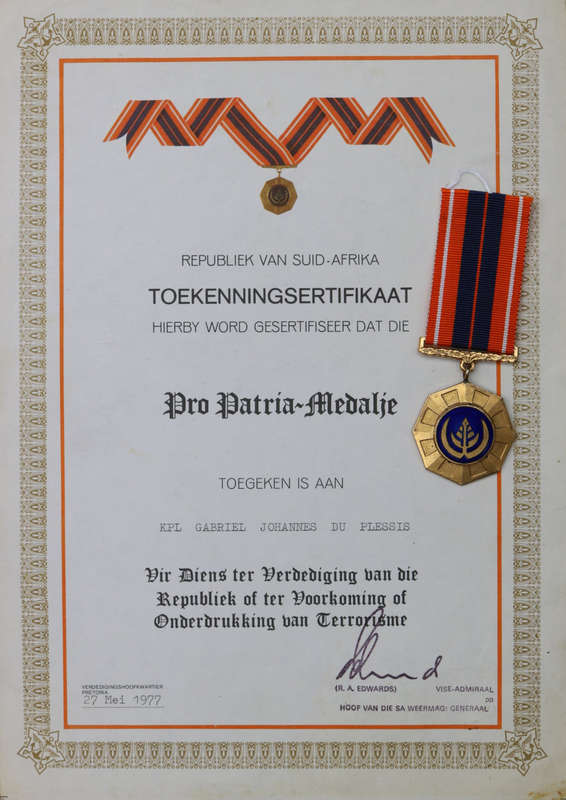 REPUBLIEK VAN SUID-AFRIKA
TOEKENNINGSERTIFIKAAT
HIERBY WORD GESERTIFISEER DAT DIE
Pro Patria-Medalje
TOEGEKEN IS AAN
KPL GABRIEL JOHANNES DU PLESSIS
Vir Diens ter Verdediging van die
Republiek of ter Voorkoming of
Onderdrukking van Terrorisme
(R. A. EDWARDS) VISE-ADMIRAAL
pp
HOOF VAN DIE SA WEERMAG: GENERAAL
VERDEDIGINGSHOOFKWARTIER
PRETORIA
27 Mei 1977